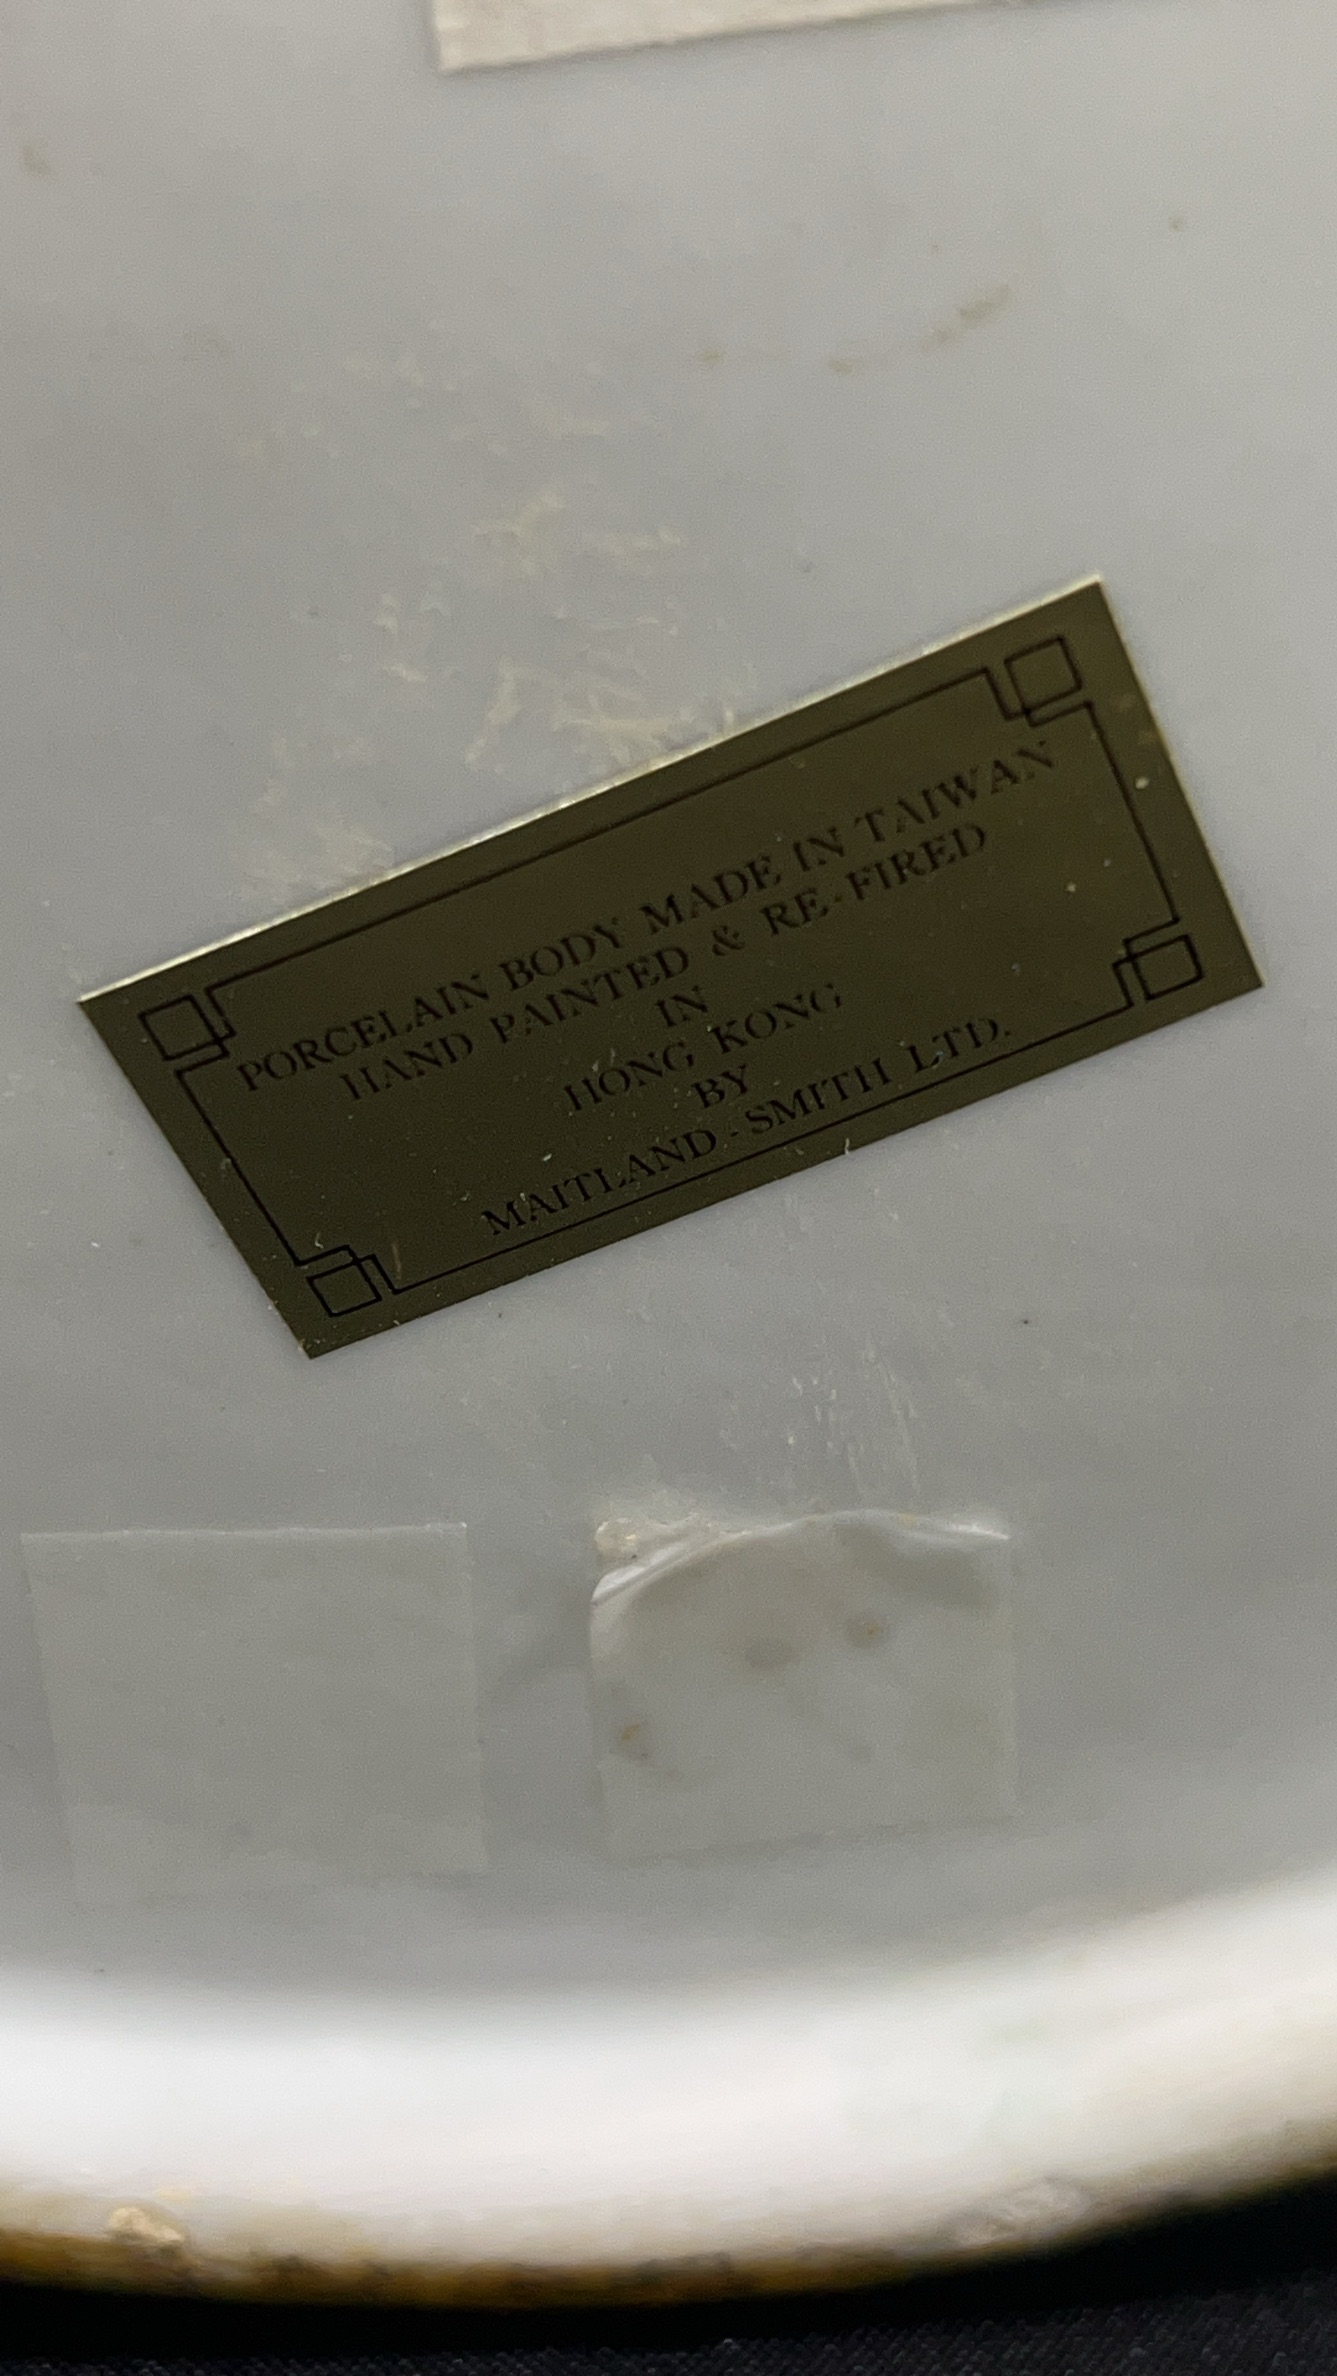 PORCELAIN BODY MADE IN TAIWAN
HAND PAINTED & RE-FIRED
IN
HONG KONG
BY
MAITLAND-SMITH LTD.